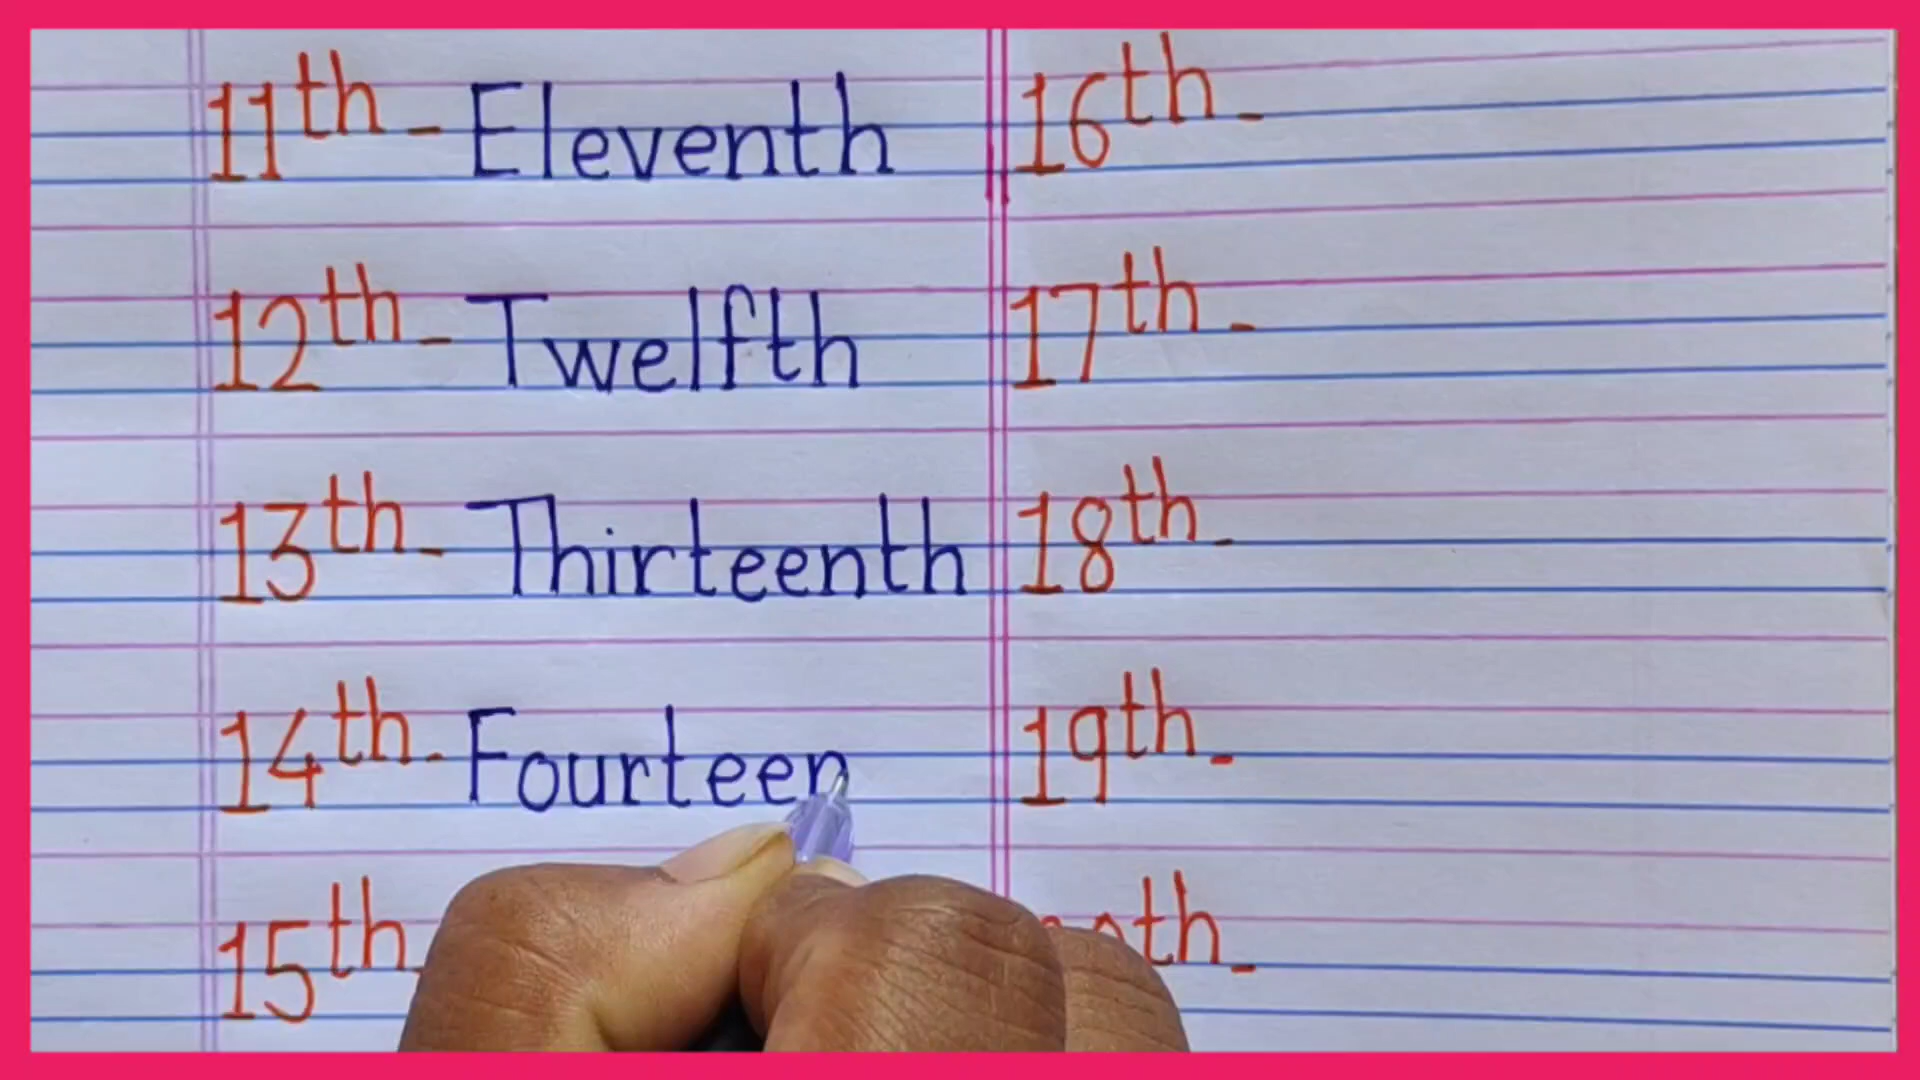 11th - Eleventh
12th - Twelfth
13th - Thirteenth
14th - Fourteen
15th
16th -
17th -
18th -
19th -
th -